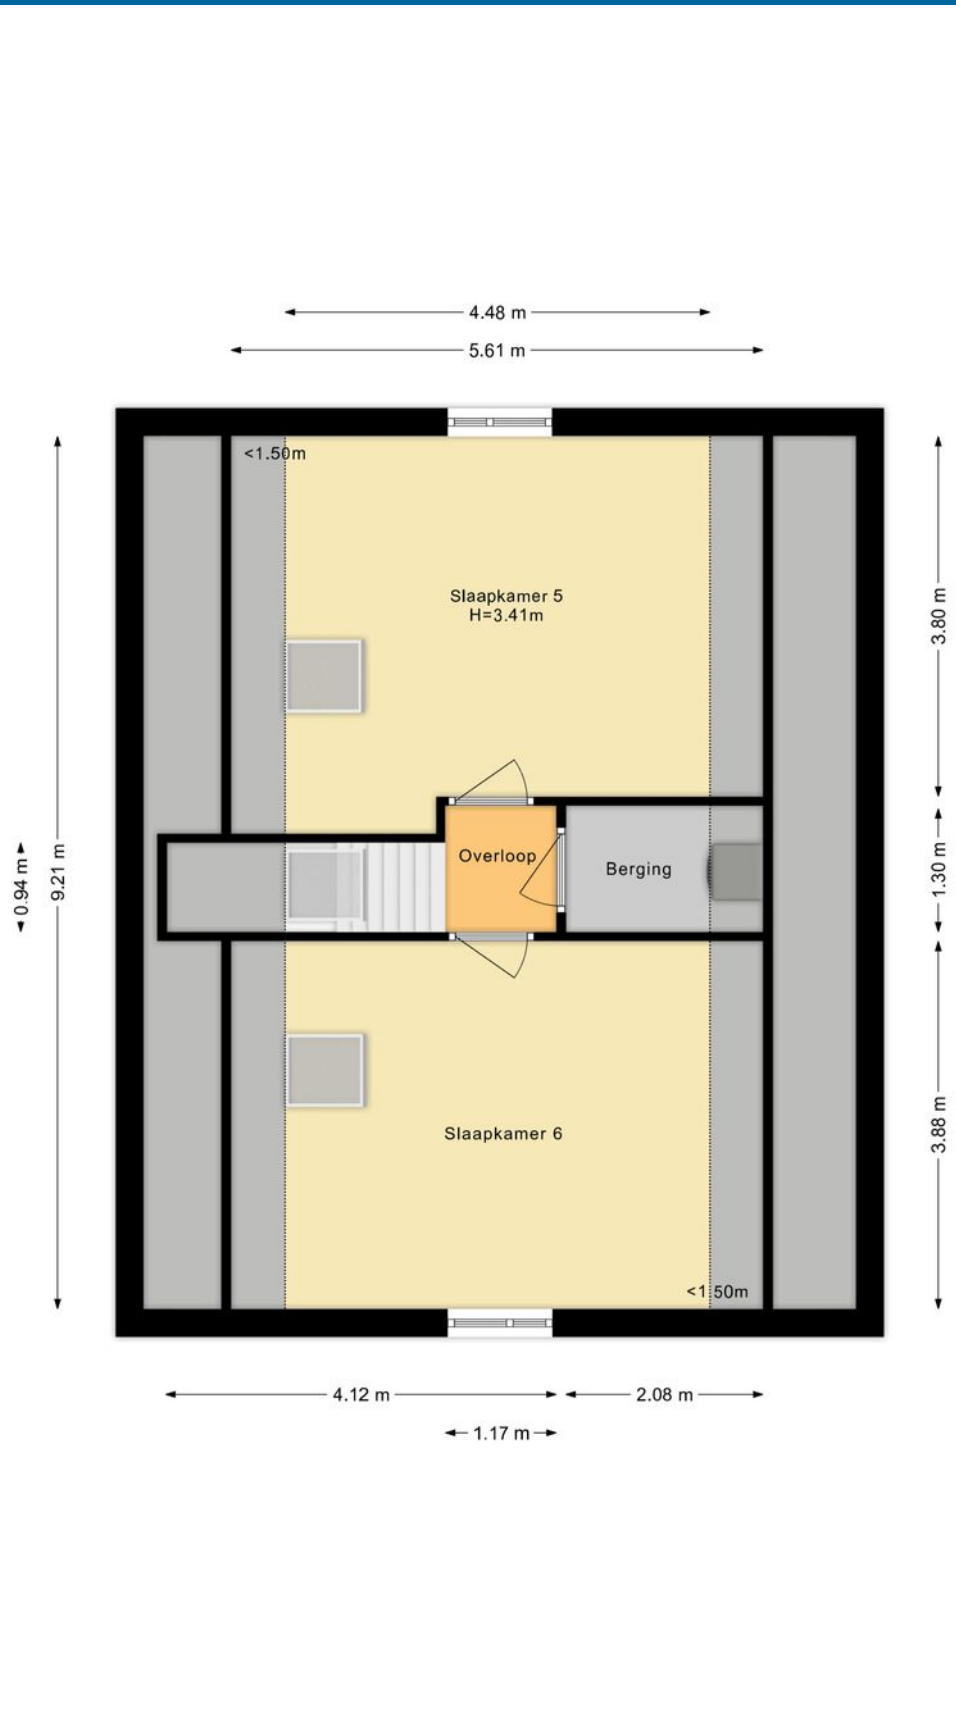 4.48 m
5.61 m
<1.50m
Slaapkamer 5
H=3.41m
3.80 m
Overloop
Berging
0.94 m
9.21 m
1.30 m
Slaapkamer 6
3.88 m
<1.50m
4.12 m
2.08 m
1.17 m